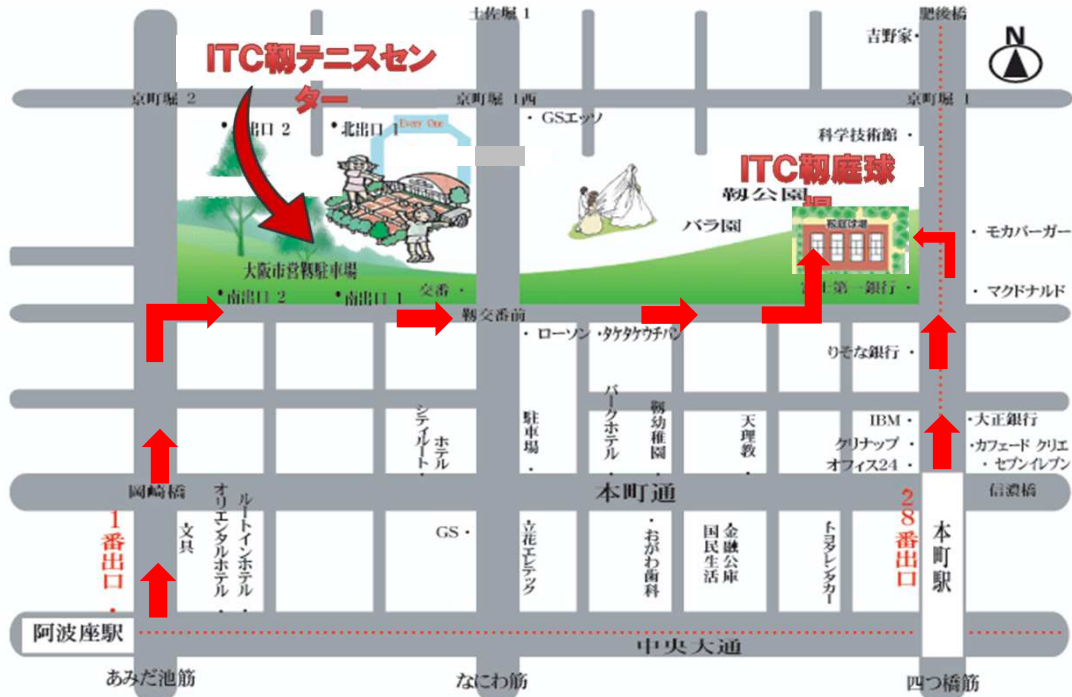 土佐堀 1
肥後橋
吉野家
N
ITC靱テニスセン
ター
京町堀 2
京町堀 1西
京町堀 1
出口 2
北出口 1
Every One
GSエッソ
科学技術館
ITC靱庭球
靱公園
バラ園
靱庭球場
モカバーガー
大阪市営靱駐車場
南出口 2
南出口 1
交番
士第一銀行
マクドナルド
靱交番前
ローソン
タケタケウチパン
りそな銀行
シティルート
ホテル
駐車場
パークホテル
靱幼稚園
天理教
IBM
大正銀行
クリナップ
カフェード クリエ
オフィス24
セブンイレブン
岡崎橋
本町通
信濃橋
1番出口
文具
オリエンタルホテル
ルートインホテル
GS
立花エレテック
おがわ歯科
国民生活
金融公庫
トヨタレンタカー
28番出口
本町駅
阿波座駅
中央大通
あみだ池筋
なにわ筋
四つ橋筋